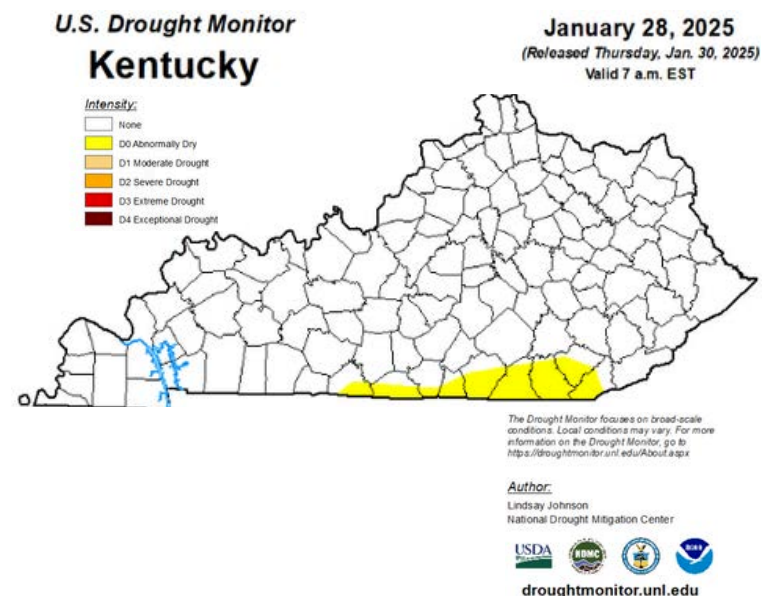 U.S. Drought Monitor
Kentucky
January 28, 2025
(Released Thursday, Jan. 30, 2025)
Valid 7 a.m. EST
Intensity:
None
D0 Abnormally Dry
D1 Moderate Drought
D2 Severe Drought
D3 Extreme Drought
D4 Exceptional Drought
The Drought Monitor focuses on broad-scale
conditions. Local conditions may vary. For more
information on the Drought Monitor, go to
https://droughtmonitor.unl.edu/About.aspx
Author:
Lindsay Johnson
National Drought Mitigation Center
USDA
NDMC
NOAA
droughtmonitor.unl.edu